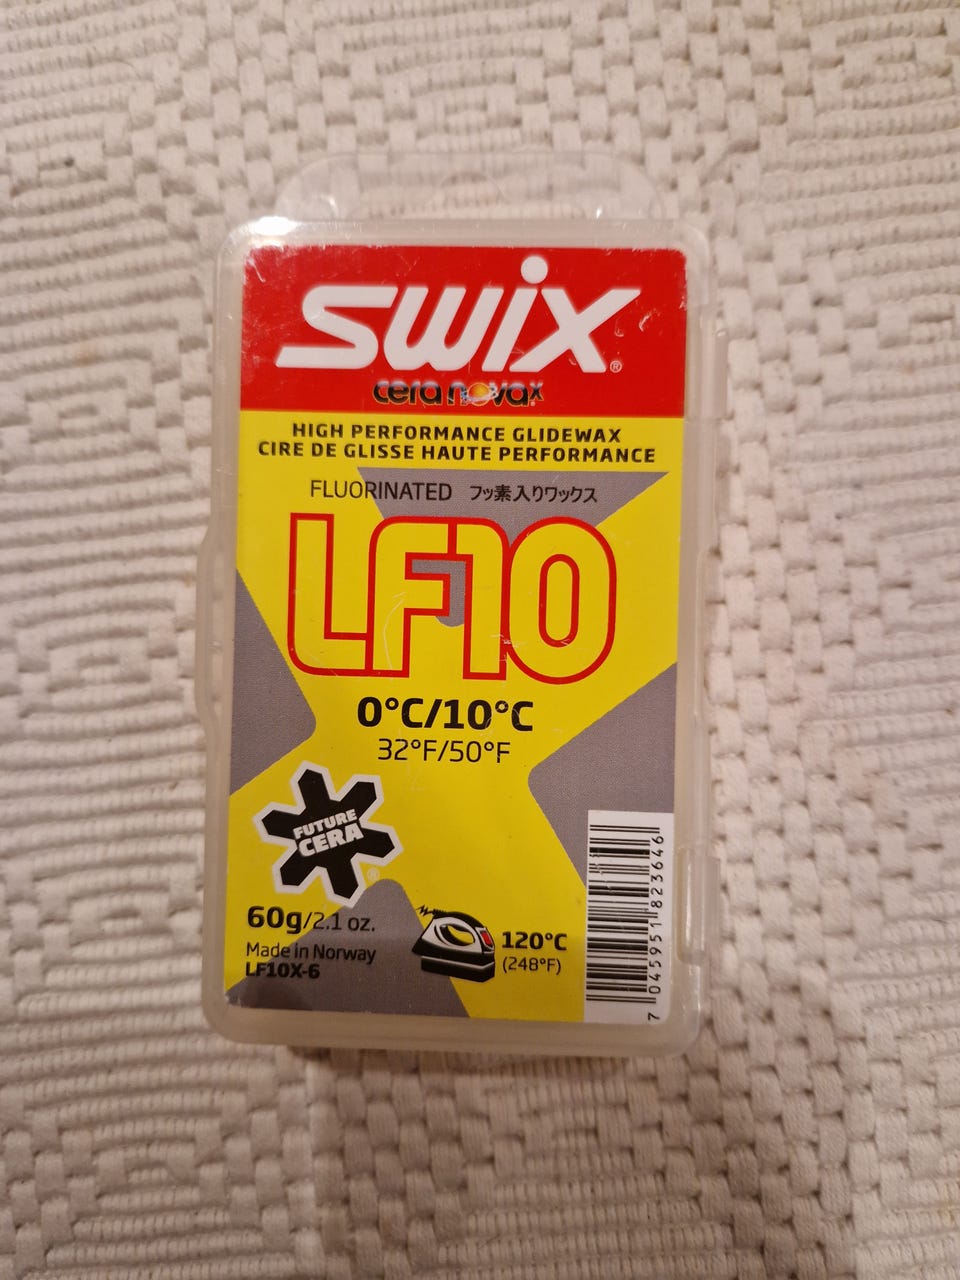 SWIX®
cera novax
HIGH PERFORMANCE GLIDEWAX
CIRE DE GLISSE HAUTE PERFORMANCE
FLUORINATED フッ素入りワックス
LF10
0°C/10°C
32°F/50°F
FUTURE
CERA
®
60g/2.1 oz.
Made in Norway
LF10X-6
120°C
(248°F)
7 045951 823646